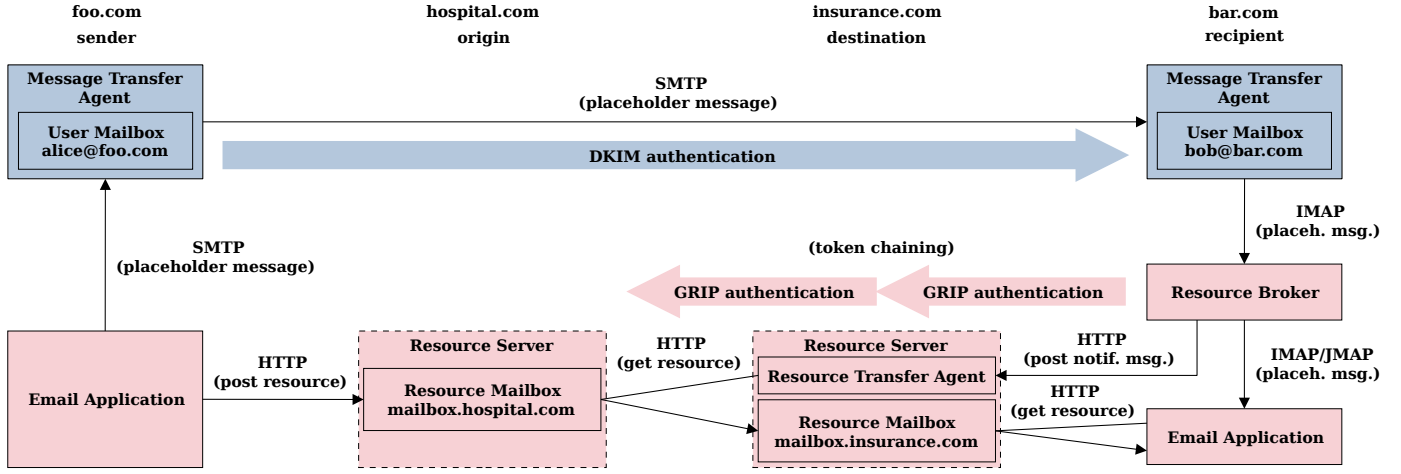 foo.com
sender
hospital.com
origin
insurance.com
destination
bar.com
recipient
Message Transfer
Agent
User Mailbox
alice@foo.com
SMTP
(placeholder message)
DKIM authentication
Message Transfer
Agent
User Mailbox
bob@bar.com
SMTP
(placeholder message)
(token chaining)
GRIP authentication
GRIP authentication
IMAP
(placeh. msg.)
Resource Broker
Email Application
HTTP
(post resource)
Resource Server
Resource Mailbox
mailbox.hospital.com
HTTP
(get resource)
Resource Server
Resource Transfer Agent
Resource Mailbox
mailbox.insurance.com
HTTP
(post notif. msg.)
HTTP
(get resource)
IMAP/JMAP
(placeh. msg.)
Email Application